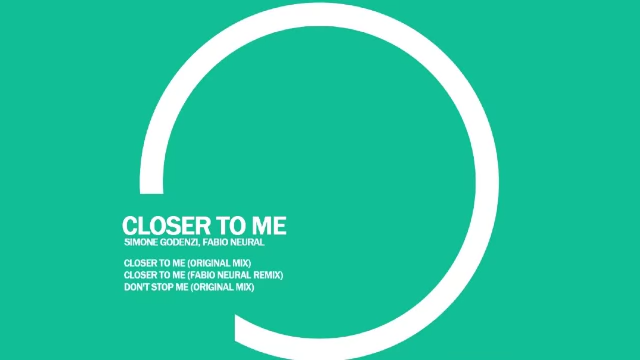 CLOSER TO ME
SIMONE GODENZI, FABIO NEURAL
CLOSER TO ME (ORIGINAL MIX)
CLOSER TO ME (FABIO NEURAL REMIX)
DON'T STOP ME (ORIGINAL MIX)